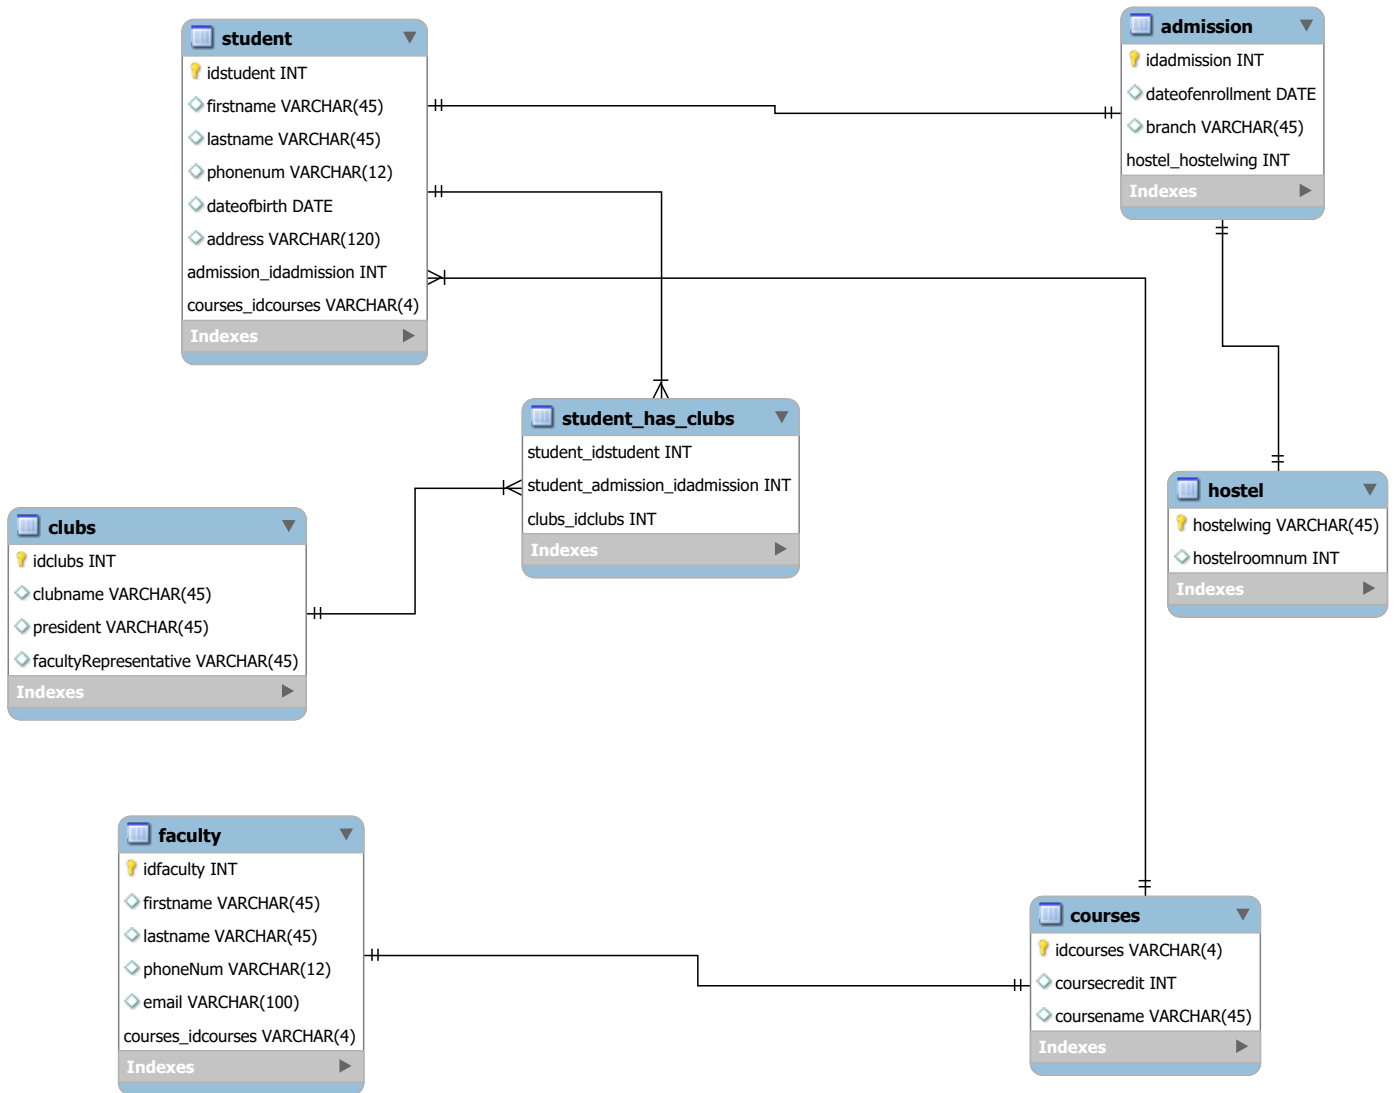 student
idstudent INT
firstname VARCHAR(45)
lastname VARCHAR(45)
phonenum VARCHAR(12)
dateofbirth DATE
address VARCHAR(120)
admission_idadmission INT
courses_idcourses VARCHAR(4)
Indexes
admission
idadmission INT
dateofenrollment DATE
branch VARCHAR(45)
hostel_hostelwing INT
Indexes
student_has_clubs
student_idstudent INT
student_admission_idadmission INT
clubs_idclubs INT
Indexes
hostel
hostelwing VARCHAR(45)
hostelroomnum INT
Indexes
clubs
idclubs INT
clubname VARCHAR(45)
president VARCHAR(45)
facultyRepresentative VARCHAR(45)
Indexes
faculty
idfaculty INT
firstname VARCHAR(45)
lastname VARCHAR(45)
phoneNum VARCHAR(12)
email VARCHAR(100)
courses_idcourses VARCHAR(4)
Indexes
courses
idcourses VARCHAR(4)
coursecredit INT
coursename VARCHAR(45)
Indexes